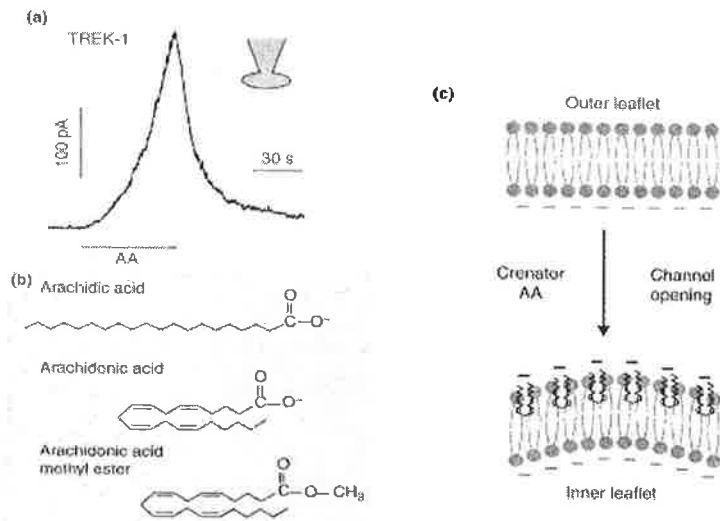 (a)
TREK-1
100 pA
30 s
AA
(b)
Arachidic acid
O
C
O−
Arachidonic acid
O
C
O−
Arachidonic acid
methyl ester
O
C
O−CH3
(c)
Outer leaflet
− − − − − − −
Crenator
AA
Channel
opening
− − − − − −
− − − − − − −
Inner leaflet